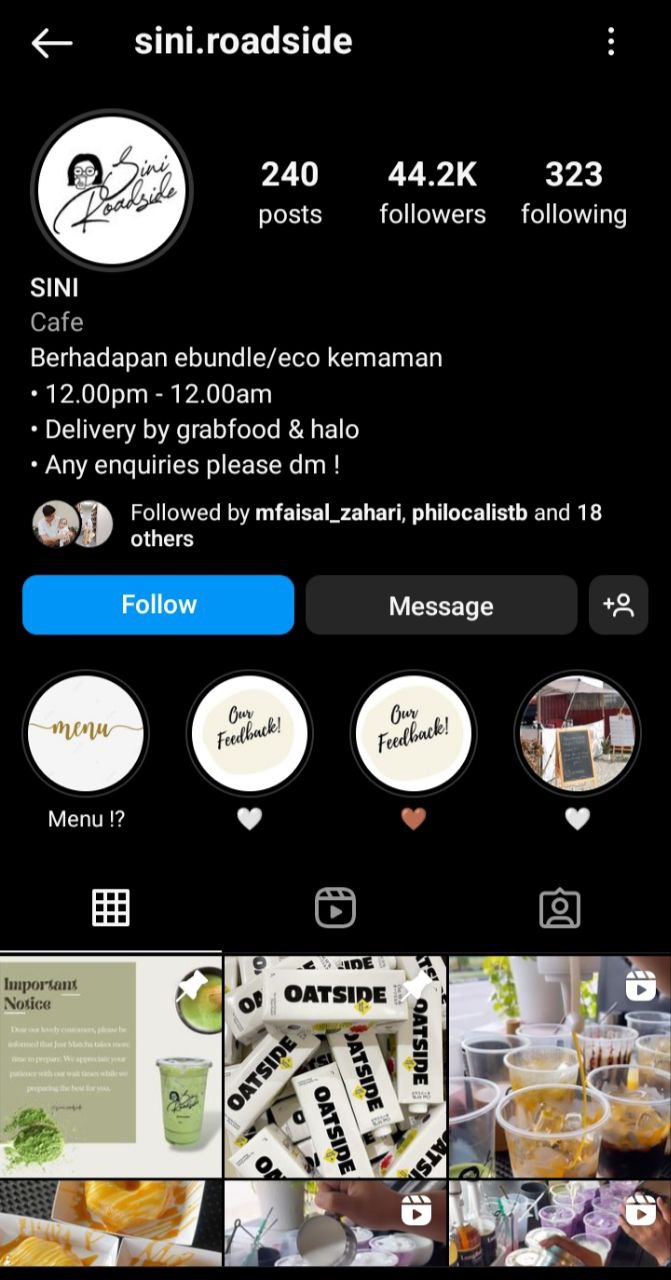 sini.roadside
Sini
Roadside
240
44.2K
323
posts
followers
following
SINI
Cafe
Berhadapan ebundle/eco kemaman
• 12.00pm - 12.00am
• Delivery by grabfood & halo
• Any enquiries please dm !
Followed by mfaisal_zahari, philocalistb and 18
others
Follow
Message
menu
Our
Feedback!
Our
Feedback!
Menu !?
🤍
🤎
🤍
Important
Notice
Dear our lovely customers, please be
informed that Just Matcha takes more
time to prepare. We appreciate your
patience with our wait times while we
preparing the best for you.
Sini
Roadside
OATSIDE
OATSIDE
OATSIDE
OATSIDE
OATSIDE